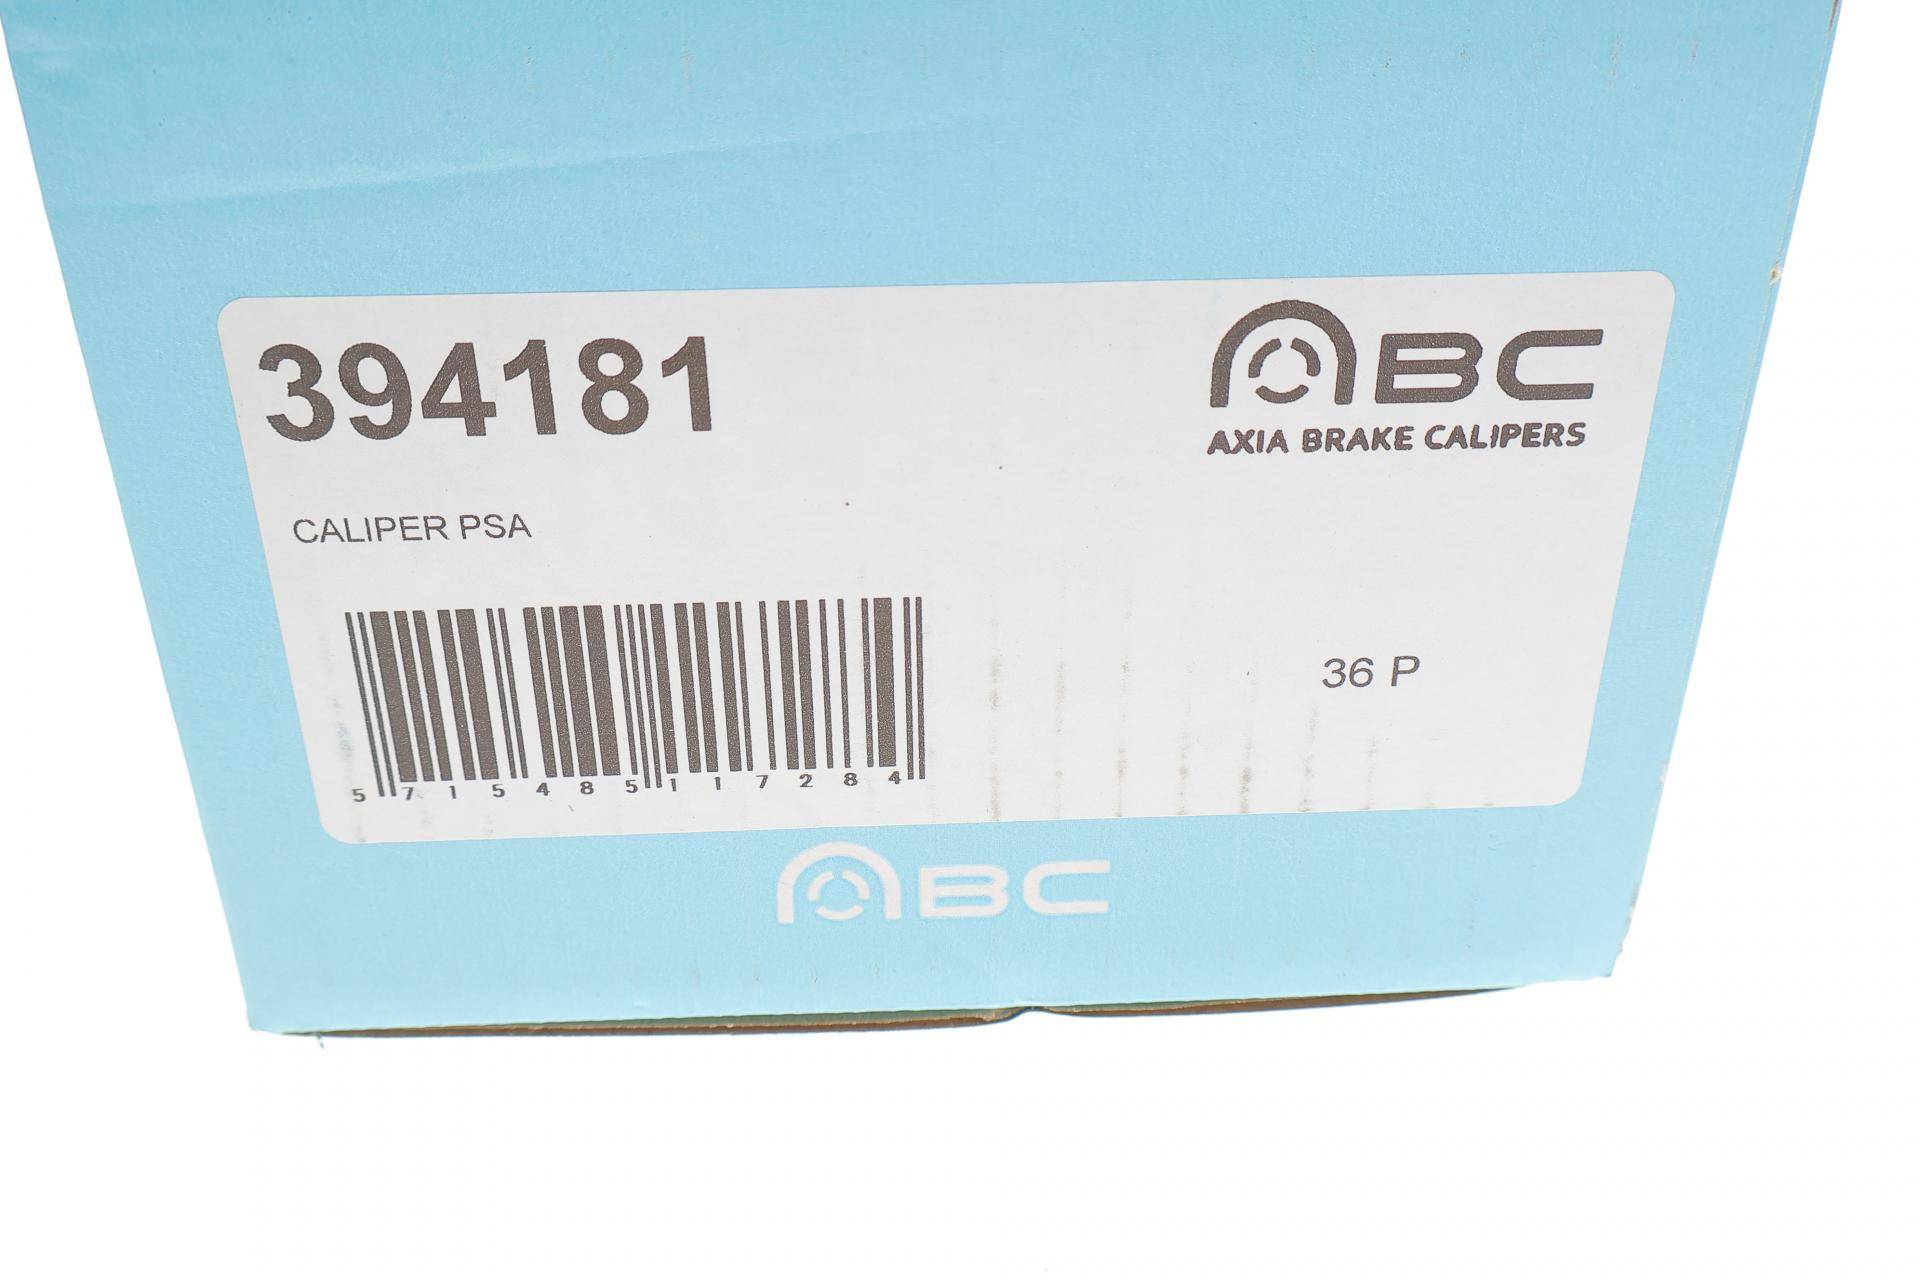 394181
ABC
AXIA BRAKE CALIPERS
CALIPER PSA
36 P
5715485117284
ABC